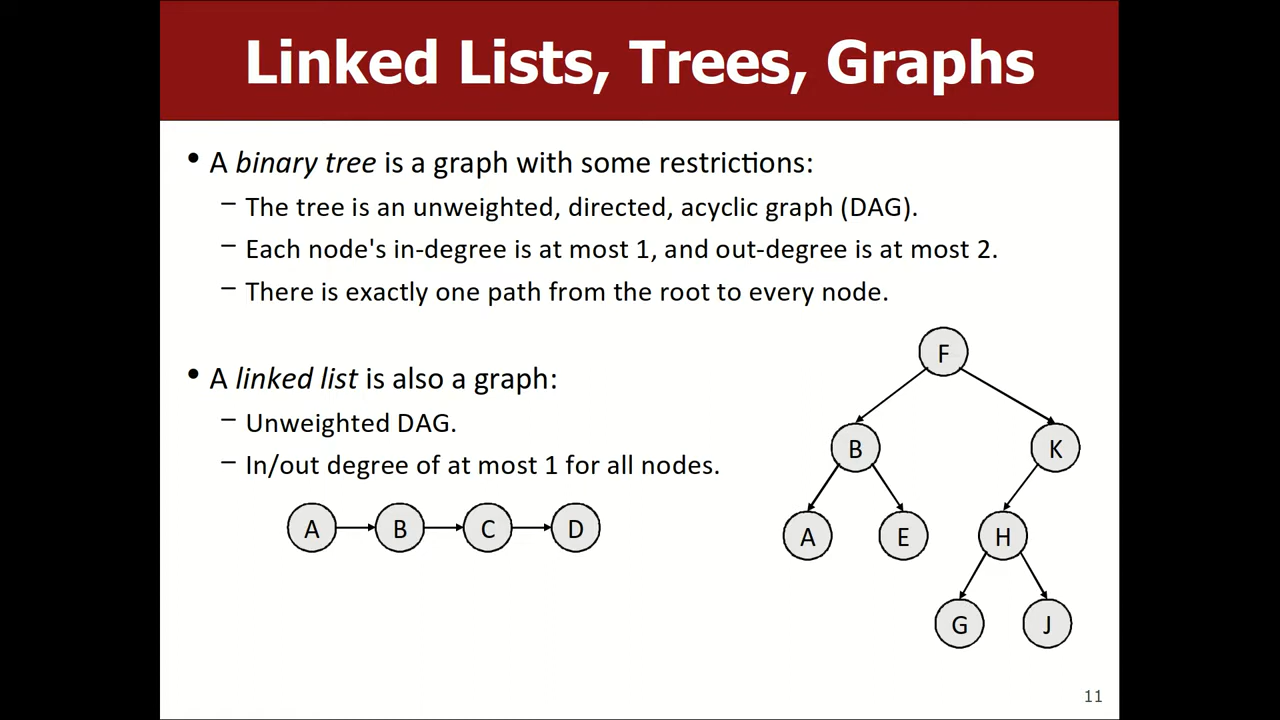 Linked Lists, Trees, Graphs
• A binary tree is a graph with some restrictions:
– The tree is an unweighted, directed, acyclic graph (DAG).
– Each node's in-degree is at most 1, and out-degree is at most 2.
– There is exactly one path from the root to every node.
• A linked list is also a graph:
– Unweighted DAG.
– In/out degree of at most 1 for all nodes.
A B C D
F
B K
A E H
G J
11